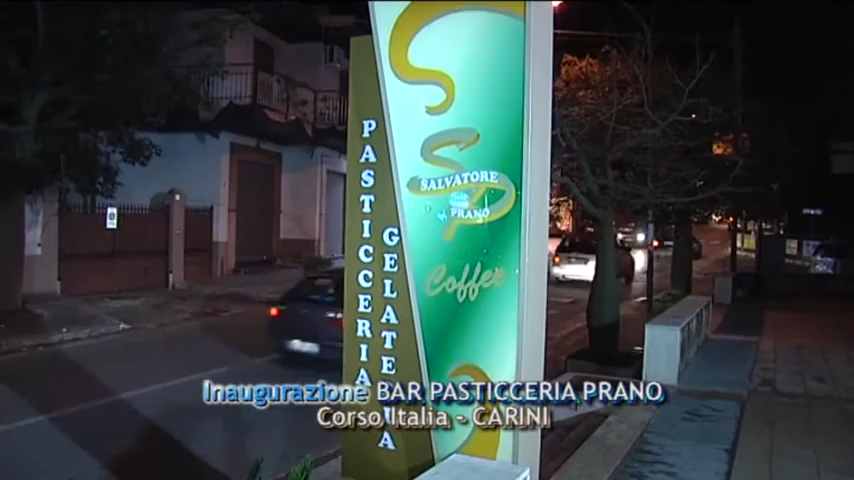 PASTICCERIA
GELATERIA
SALVATORE
PRANO
Coffee
Inaugurazione BAR PASTICCERIA PRANO
Corso Italia - CARINI